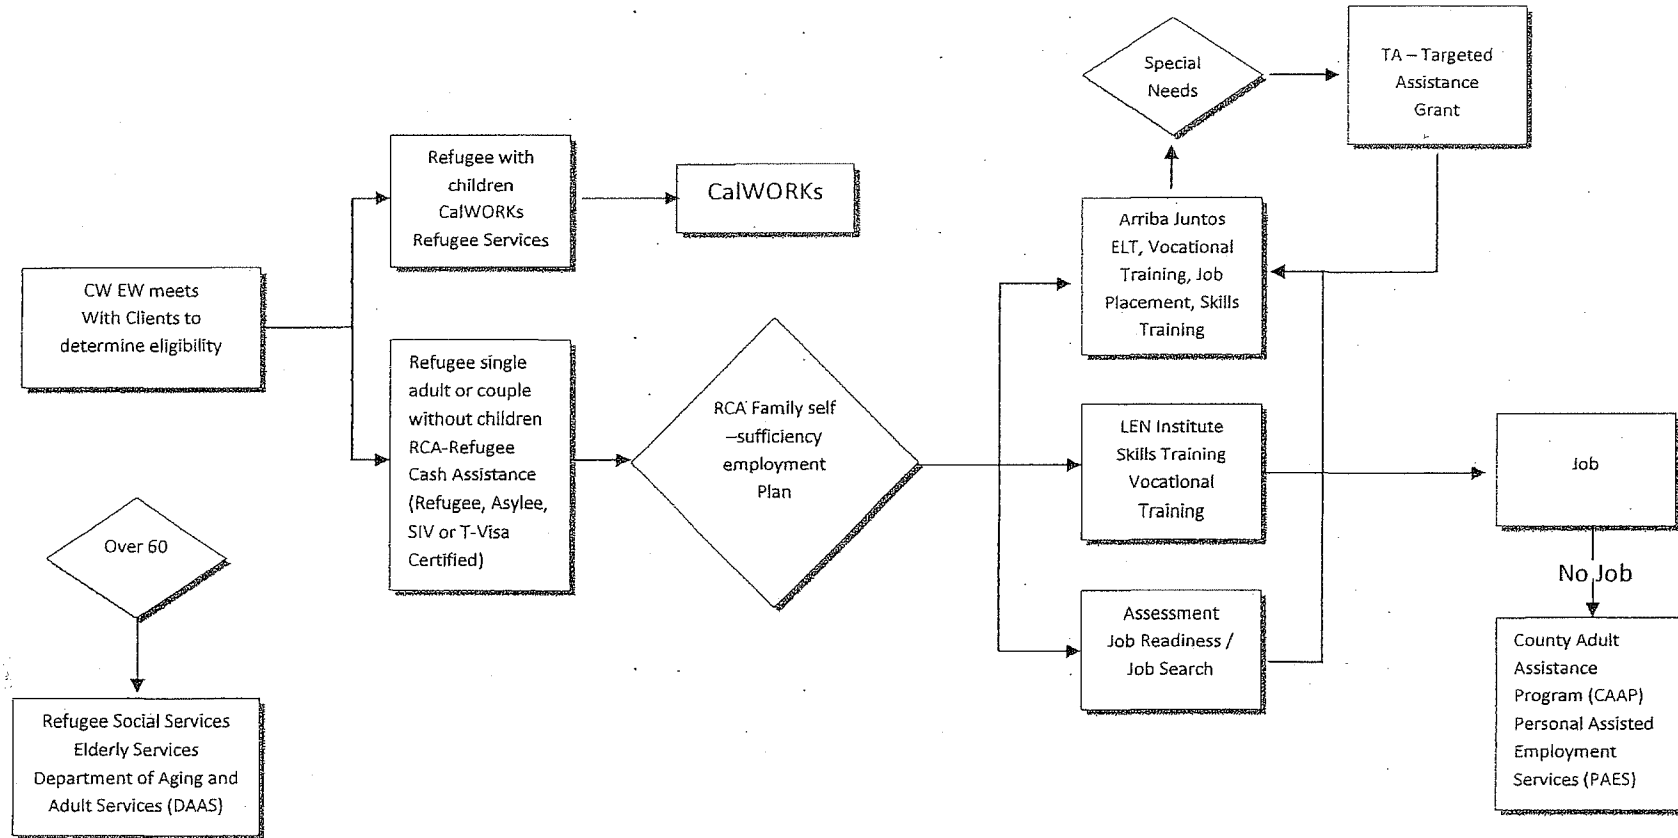 CW EW meets
With Clients to
determine eligibility
Refugee with
children
CalWORKs
Refugee Services
CalWORKs
Refugee single
adult or couple
without children
RCA-Refugee
Cash Assistance
(Refugee, Asylee,
SIV or T-Visa
Certified)
RCA Family self
–sufficiency
employment
Plan
Special
Needs
TA – Targeted
Assistance
Grant
Arriba Juntos
ELT, Vocational
Training, Job
Placement, Skills
Training
LEN Institute
Skills Training
Vocational
Training
Assessment
Job Readiness /
Job Search
Job
No Job
County Adult
Assistance
Program (CAAP)
Personal Assisted
Employment
Services (PAES)
Over 60
Refugee Social Services
Elderly Services
Department of Aging and
Adult Services (DAAS)